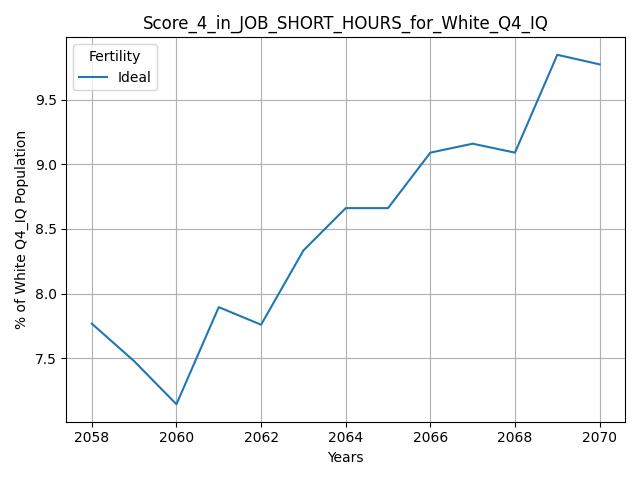 Score_4_in_JOB_SHORT_HOURS_for_White_Q4_IQ
Fertility
Ideal
% of White Q4_IQ Population
9.5
9.0
8.5
8.0
7.5
2058 2060 2062 2064 2066 2068 2070
Years